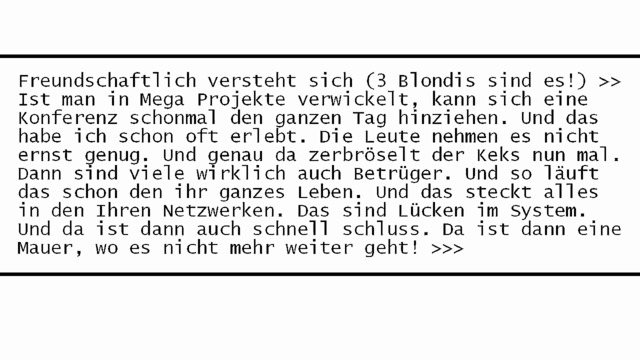 Freundschaftlich versteht sich (3 Blondis sind es!) >>
Ist man in Mega Projekte verwickelt, kann sich eine
Konferenz schonmal den ganzen Tag hinziehen. Und das
habe ich schon oft erlebt. Die Leute nehmen es nicht
ernst genug. Und genau da zerbröselt der Keks nun mal.
Dann sind viele wirklich auch Betrüger. Und so läuft
das schon den ihr ganzes Leben. Und das steckt alles
in den Ihren Netzwerken. Das sind Lücken im System.
Und da ist dann auch schnell schluss. Da ist dann eine
Mauer, wo es nicht mehr weiter geht! >>>